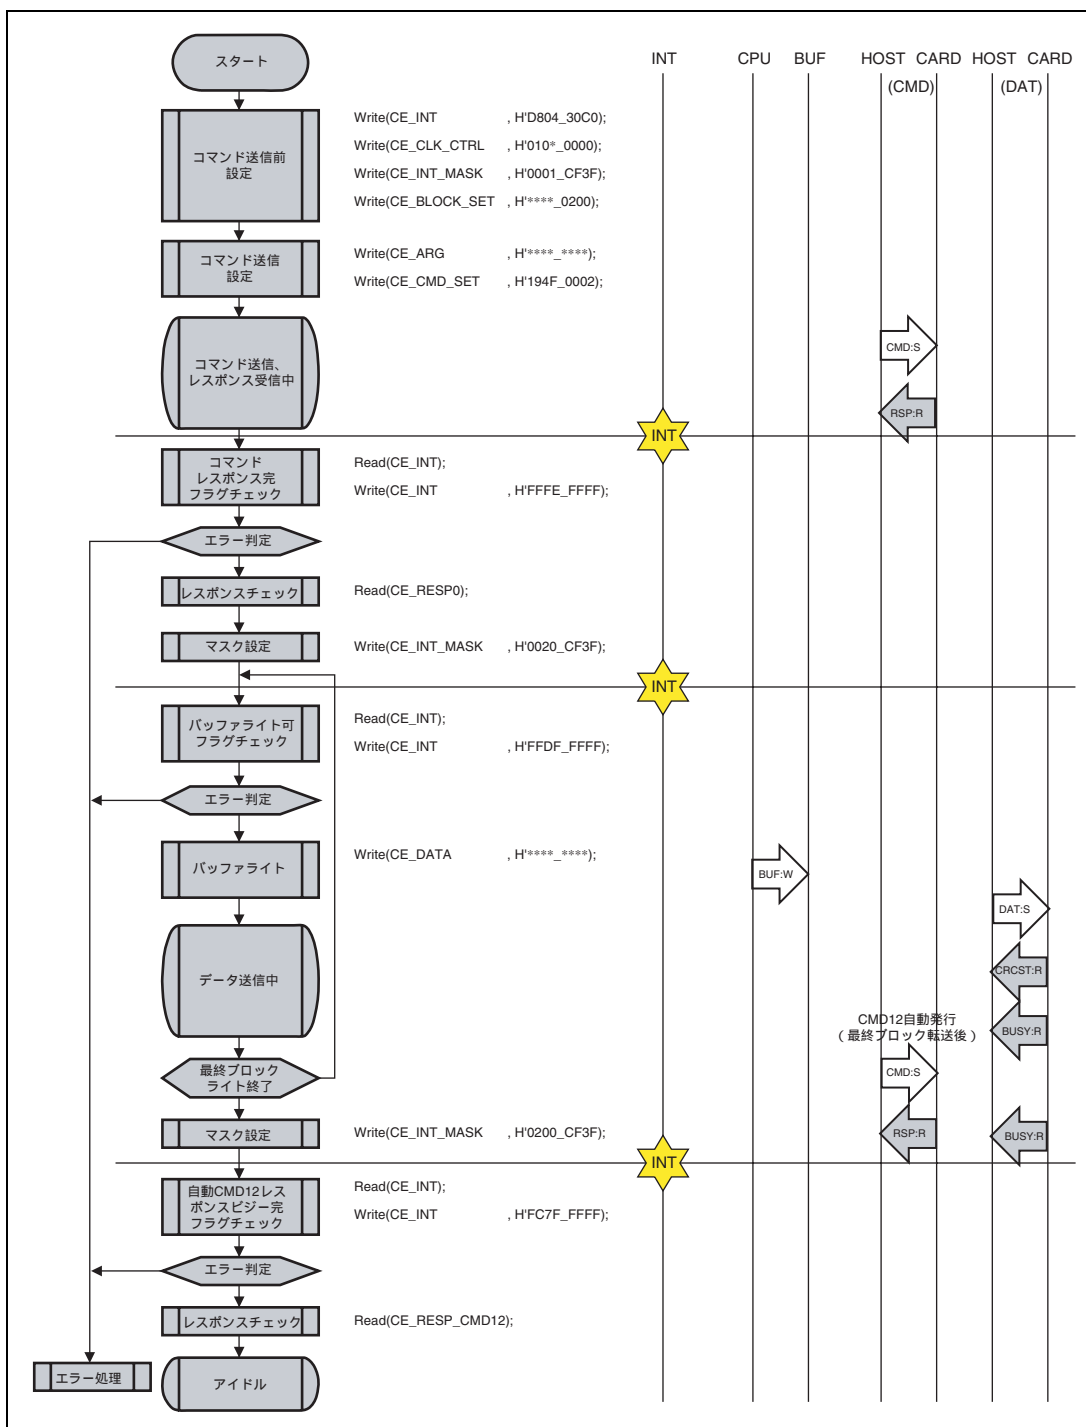 スタート
INT CPU BUF HOST CARD HOST CARD
(CMD) (DAT)
コマンド送信前
設定
Write(CE_INT , H'D804_30C0);
Write(CE_CLK_CTRL , H'010*_0000);
Write(CE_INT_MASK , H'0001_CF3F);
Write(CE_BLOCK_SET , H'****_0200);
コマンド送信
設定
Write(CE_ARG , H'****_****);
Write(CE_CMD_SET , H'194F_0002);
コマンド送信、
レスポンス受信中
CMD:S
RSP:R
INT
コマンド
レスポンス完
フラグチェック
Read(CE_INT);
Write(CE_INT , H'FFFE_FFFF);
エラー判定
レスポンスチェック
Read(CE_RESP0);
マスク設定
Write(CE_INT_MASK , H'0020_CF3F);
INT
バッファライト可
フラグチェック
Read(CE_INT);
Write(CE_INT , H'FFDF_FFFF);
エラー判定
バッファライト
Write(CE_DATA , H'****_****);
BUF:W
DAT:S
データ送信中
CRCST:R
CMD12自動発行
(最終ブロック転送後)
BUSY:R
最終ブロック
ライト終了
CMD:S
マスク設定
Write(CE_INT_MASK , H'0200_CF3F);
RSP:R
BUSY:R
INT
自動CMD12レス
ポンスビジー完
フラグチェック
Read(CE_INT);
Write(CE_INT , H'FC7F_FFFF);
エラー判定
レスポンスチェック
Read(CE_RESP_CMD12);
エラー処理
アイドル